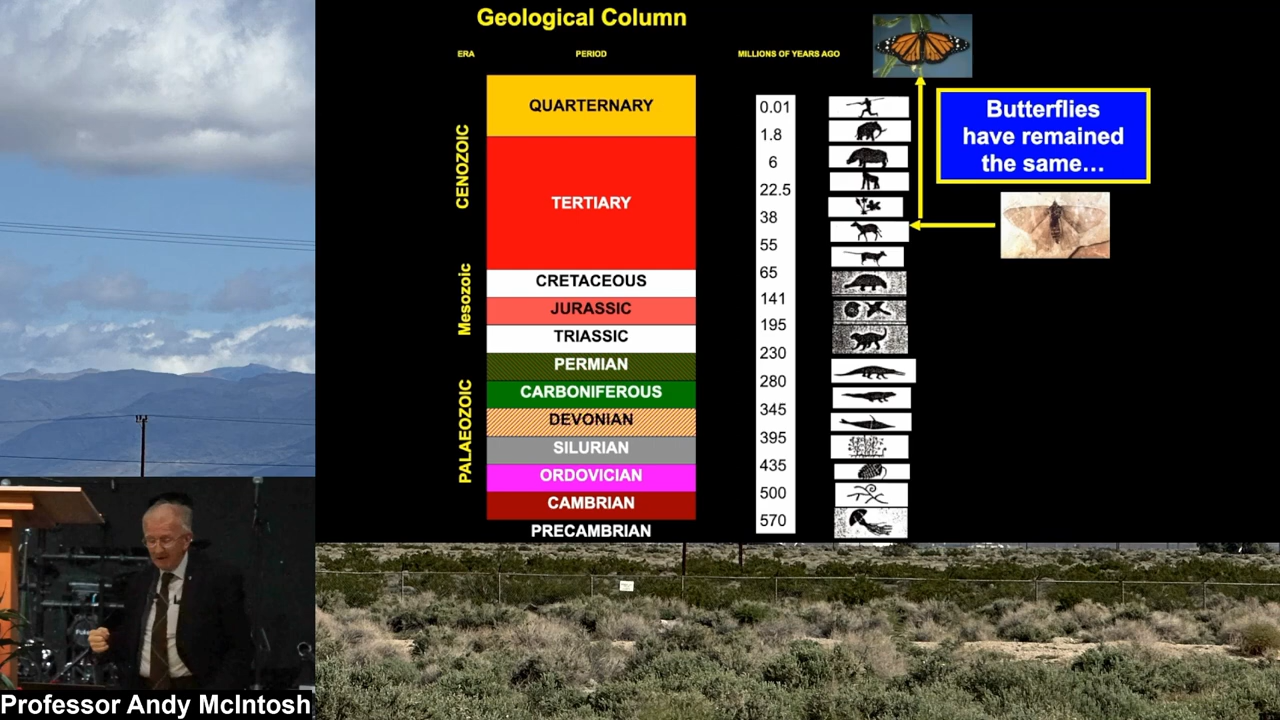 Geological Column
ERA PERIOD MILLIONS OF YEARS AGO
QUARTERNARY
TERTIARY
CRETACEOUS
JURASSIC
TRIASSIC
PERMIAN
CARBONIFEROUS
DEVONIAN
SILURIAN
ORDOVICIAN
CAMBRIAN
PRECAMBRIAN
CENOZOIC
Mesozoic
PALAEOZOIC
0.01
1.8
6
22.5
38
55
65
141
195
230
280
345
395
435
500
570
Butterflies
have remained
the same...
Professor Andy McIntosh